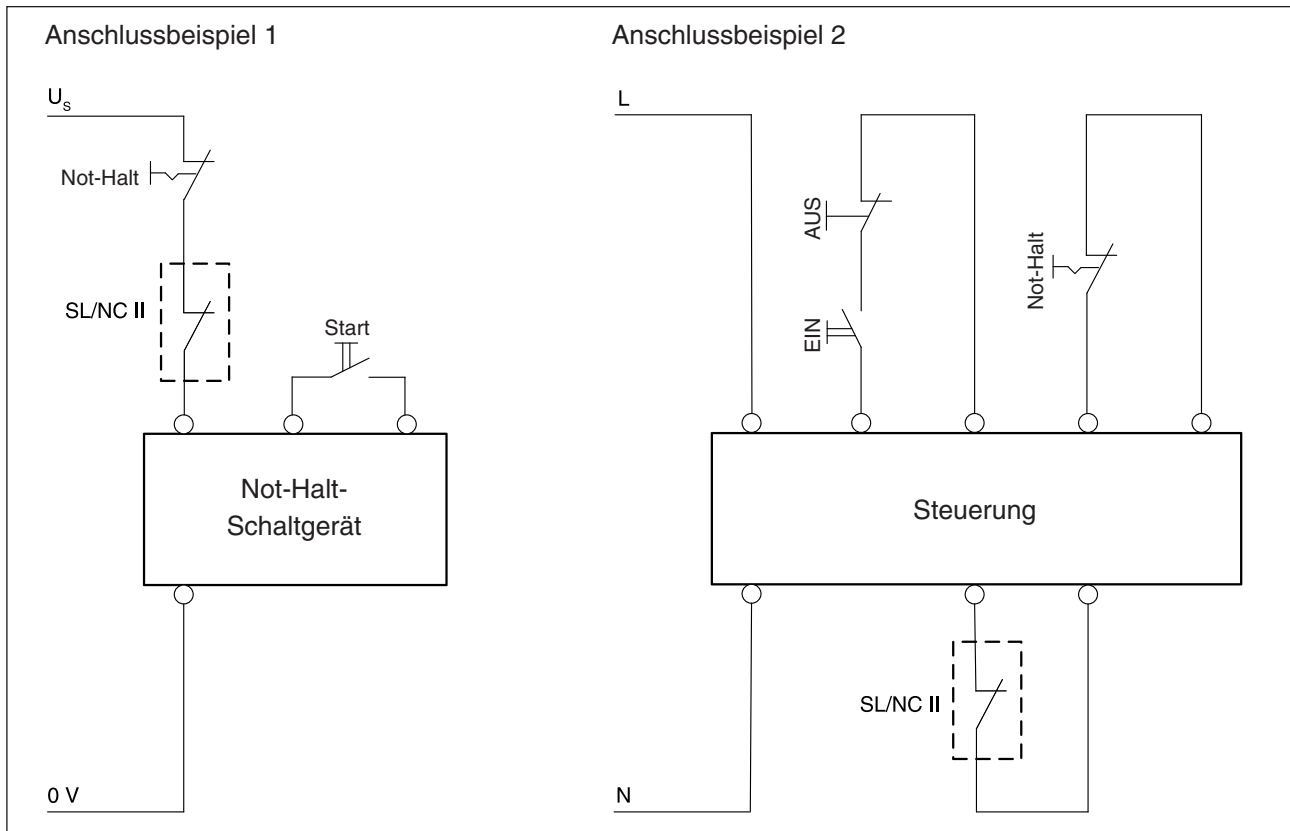 Anschlussbeispiel 1
U_S
Not-Halt
SL/NC II
Start
Not-Halt-
Schaltgerät
0 V
Anschlussbeispiel 2
L
AUS
EIN
Not-Halt
Steuerung
SL/NC II
N